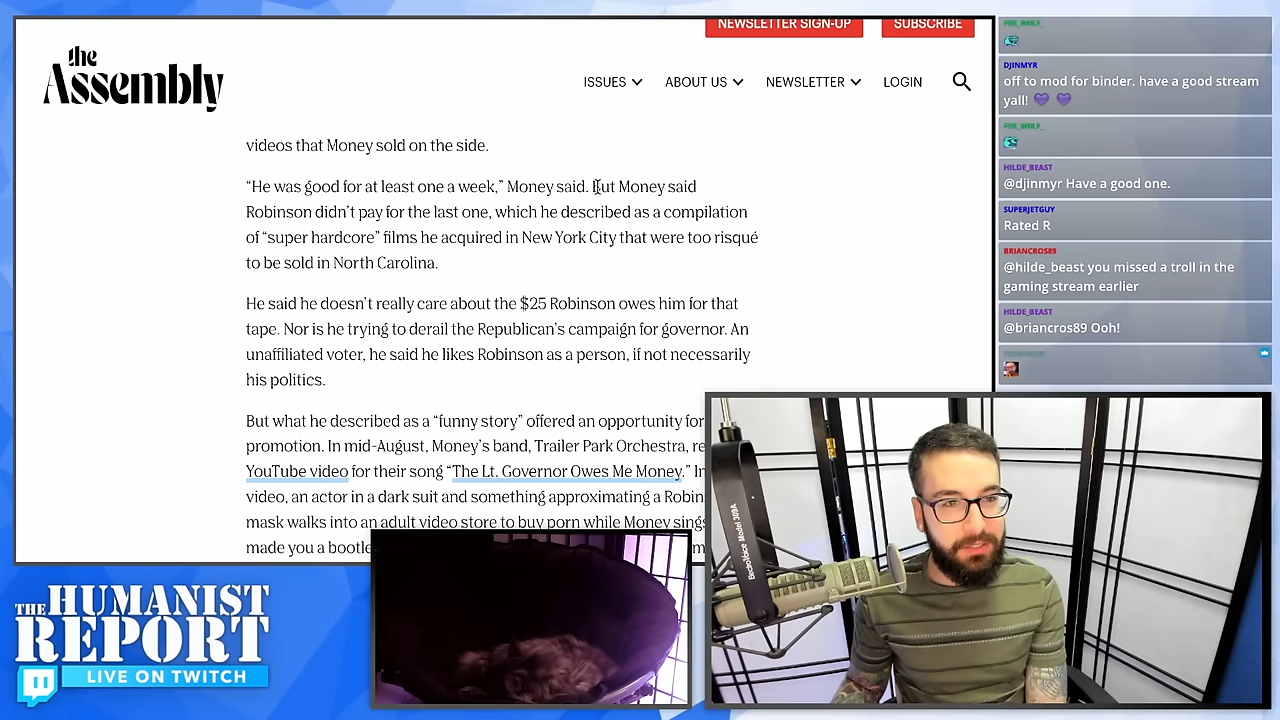 NEWSLETTER SIGN-UP
SUBSCRIBE
the
Assembly
ISSUES
ABOUT US
NEWSLETTER
LOGIN
videos that Money sold on the side.
“He was good for at least one a week,” Money said. But Money said
Robinson didn’t pay for the last one, which he described as a compilation
of “super hardcore” films he acquired in New York City that were too risqué
to be sold in North Carolina.
He said he doesn’t really care about the $25 Robinson owes him for that
tape. Nor is he trying to derail the Republican’s campaign for governor. An
unaffiliated voter, he said he likes Robinson as a person, if not necessarily
his politics.
But what he described as a “funny story” offered an opportunity for
promotion. In mid-August, Money’s band, Trailer Park Orchestra, re
YouTube video for their song “The Lt. Governor Owes Me Money.” In
video, an actor in a dark suit and something approximating a Robin
mask walks into an adult video store to buy porn while Money sings
made you a bootle
DJINMYR
off to mod for binder. have a good stream
yall!
HILDE_BEAST
@djinmyr Have a good one.
SUPERJETGUY
Rated R
BRIANCROS89
@hilde_beast you missed a troll in the
gaming stream earlier
HILDE_BEAST
@briancros89 Ooh!
ElectroVoice Model 309A
THE HUMANIST
REPORT
LIVE ON TWITCH